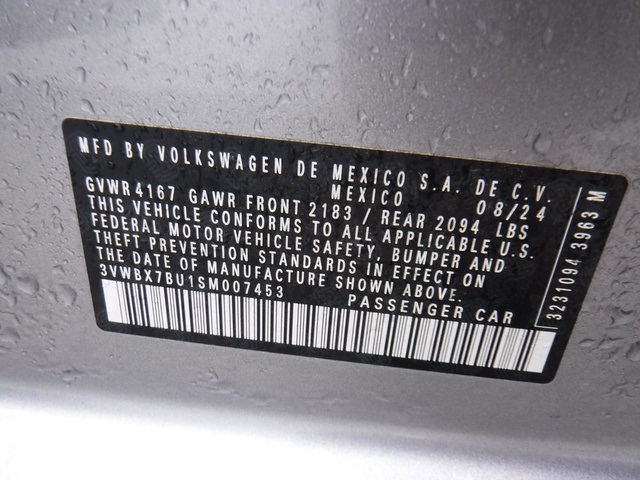 MFD BY VOLKSWAGEN DE MEXICO S.A. DE C.V.
MEXICO 08/24
GVWR 4167 GAWR FRONT 2183 / REAR 2094 LBS
THIS VEHICLE CONFORMS TO ALL APPLICABLE U.S.
FEDERAL MOTOR VEHICLE SAFETY, BUMPER AND
THEFT PREVENTION STANDARDS IN EFFECT ON
THE DATE OF MANUFACTURE SHOWN ABOVE.
3VWBX7BU1SM007453 PASSENGER CAR
3231094 3963 M